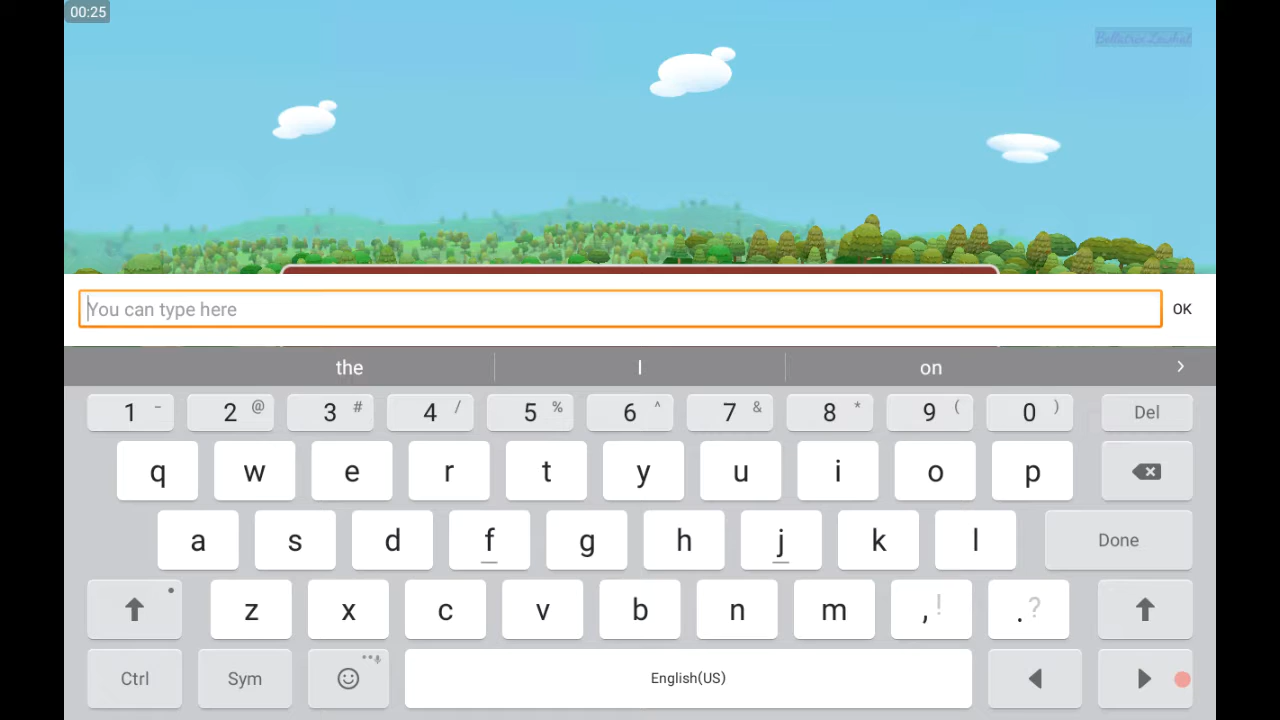 00:25
You can type here
OK
the I on
1 - 2 @ 3 # 4 / 5 % 6 ^ 7 & 8 * 9 ( 0 ) Del
q w e r t y u i o p
a s d f g h j k l Done
z x c v b n m , ! . ?
Ctrl Sym English(US)